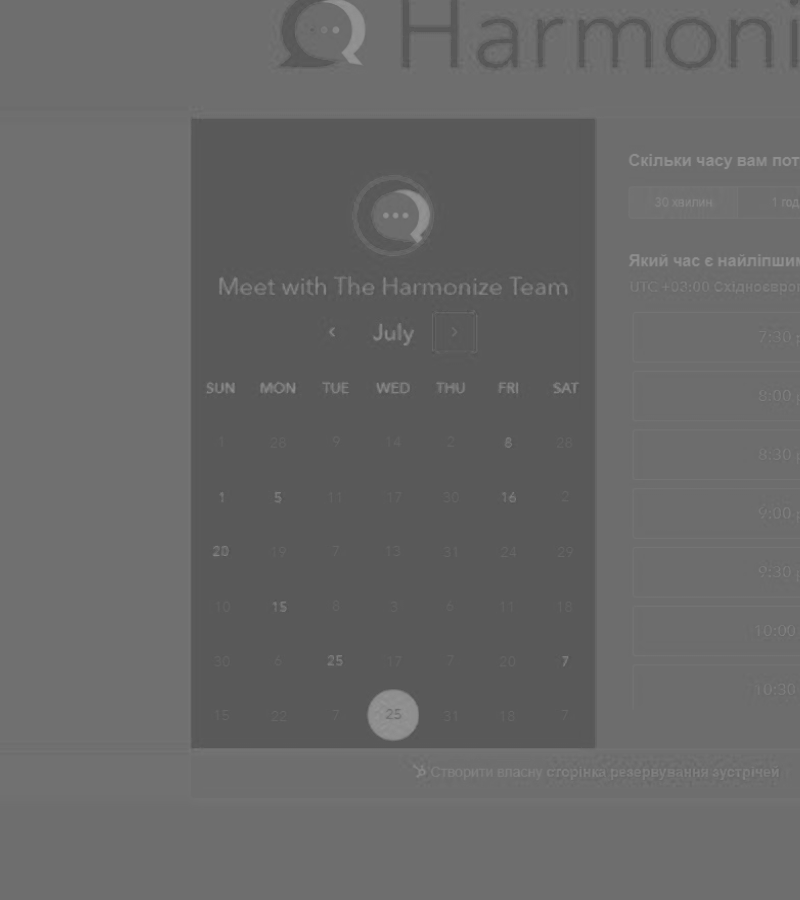 Harmoni
Meet with The Harmonize Team
July
SUN MON TUE WED THU FRI SAT
1 28 9 14 2 8 28
1 5 11 17 30 16 2
20 19 7 13 31 24 29
10 15 8 3 6 11 18
30 6 25 17 7 20 7
15 22 7 25 31 18 7
Скільки часу вам пот
30 хвилин 1 год
Який час є найліпшим
UTC +03:00 Східноєвроп
7:30
8:00
8:30
9:00
9:30
10:00
10:30
Створити власну сторінка резервування зустрічей